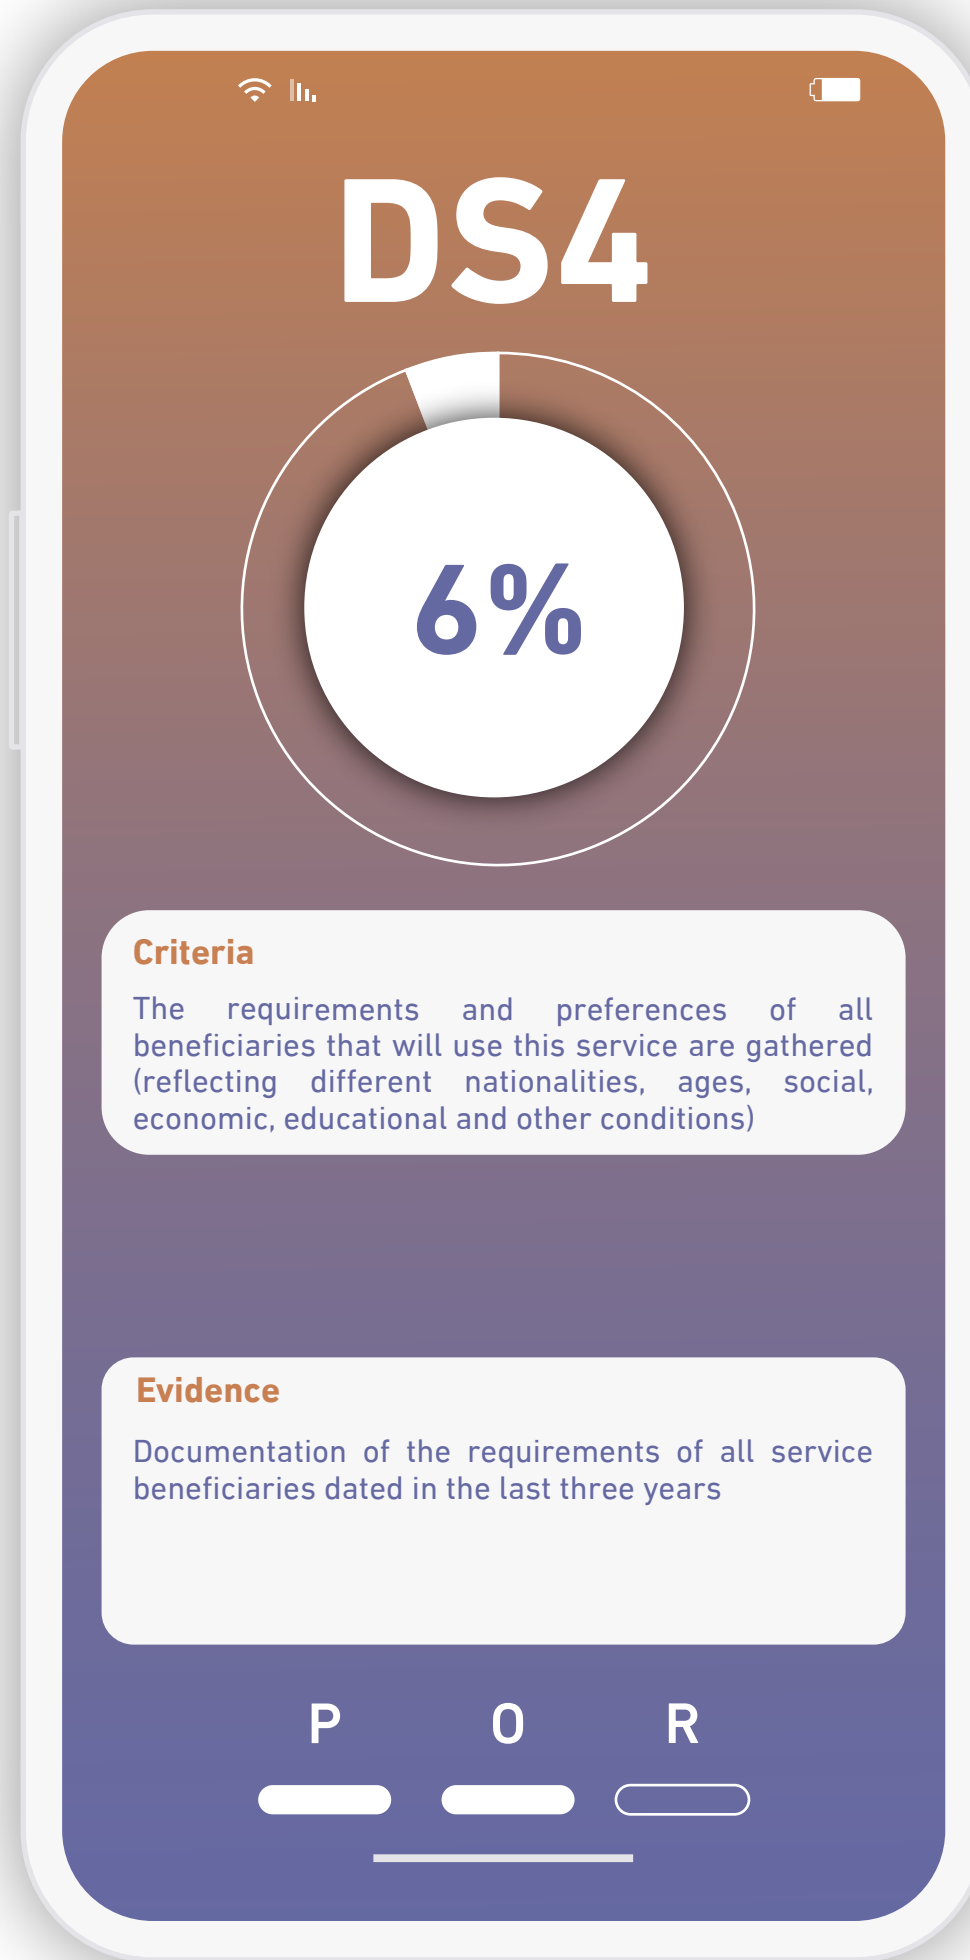 DS4
6%
Criteria
The requirements and preferences of all
beneficiaries that will use this service are gathered
(reflecting different nationalities, ages, social,
economic, educational and other conditions)
Evidence
Documentation of the requirements of all service
beneficiaries dated in the last three years
P O R